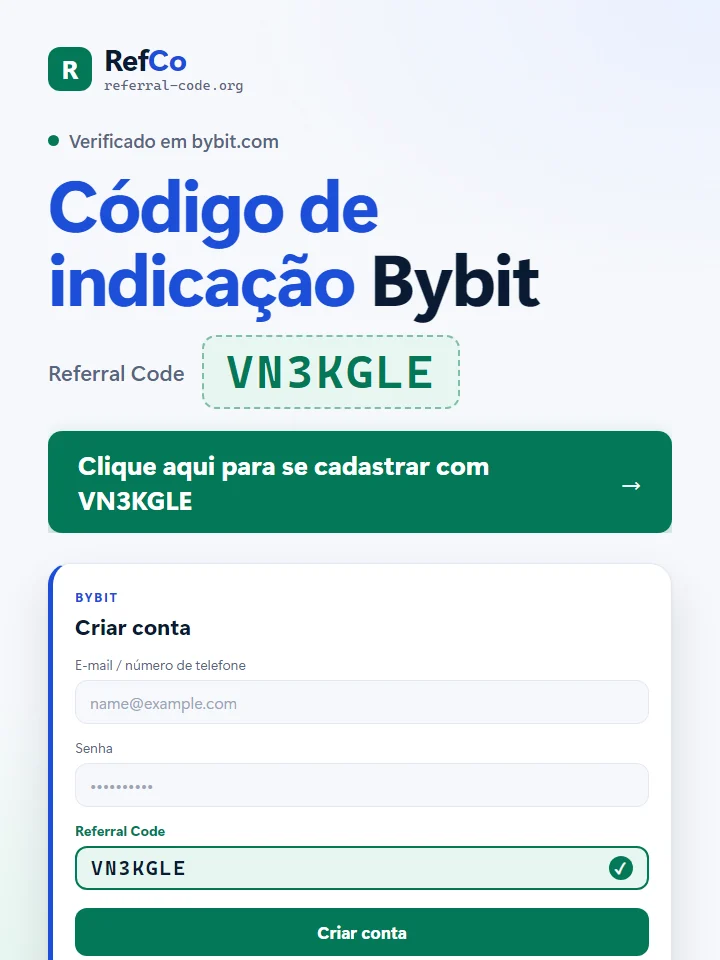 R
RefCo
referral-code.org
Verificado em bybit.com
Código de
indicação Bybit
Referral Code
VN3KGLE
Clique aqui para se cadastrar com
VN3KGLE
→
BYBIT
Criar conta
E-mail / número de telefone
name@example.com
Senha
••••••••••
Referral Code
VN3KGLE
✓
Criar conta